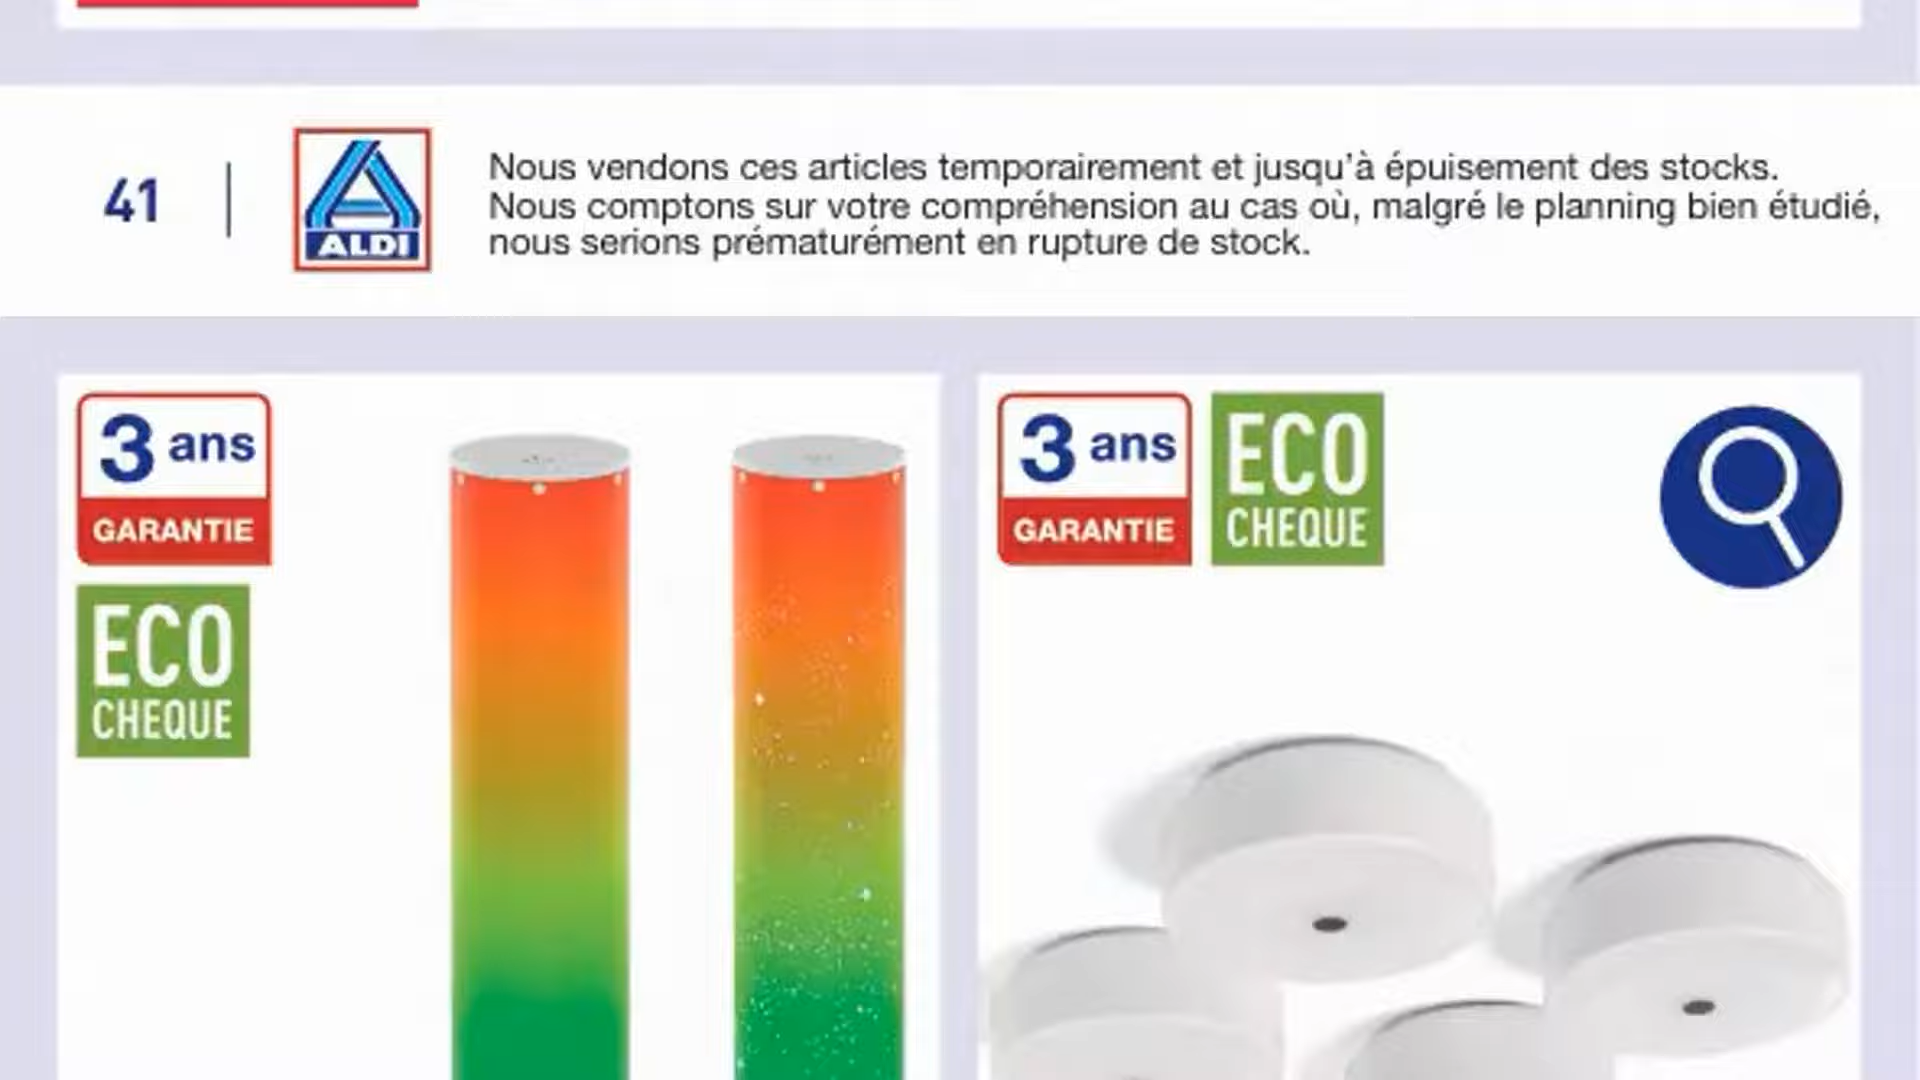 41
ALDI
Nous vendons ces articles temporairement et jusqu'à épuisement des stocks.
Nous comptons sur votre compréhension au cas où, malgré le planning bien étudié,
nous serions prématurément en rupture de stock.
3 ans
GARANTIE
ECO
CHEQUE
3 ans
GARANTIE
ECO
CHEQUE